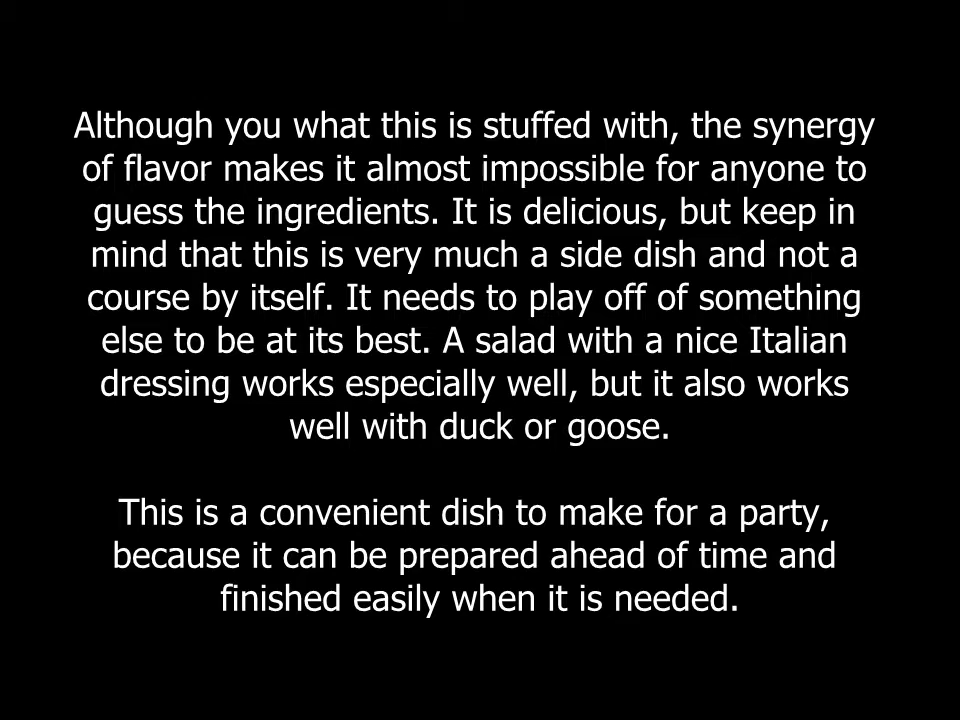 Although you what this is stuffed with, the synergy
of flavor makes it almost impossible for anyone to
guess the ingredients. It is delicious, but keep in
mind that this is very much a side dish and not a
course by itself. It needs to play off of something
else to be at its best. A salad with a nice Italian
dressing works especially well, but it also works
well with duck or goose.
This is a convenient dish to make for a party,
because it can be prepared ahead of time and
finished easily when it is needed.